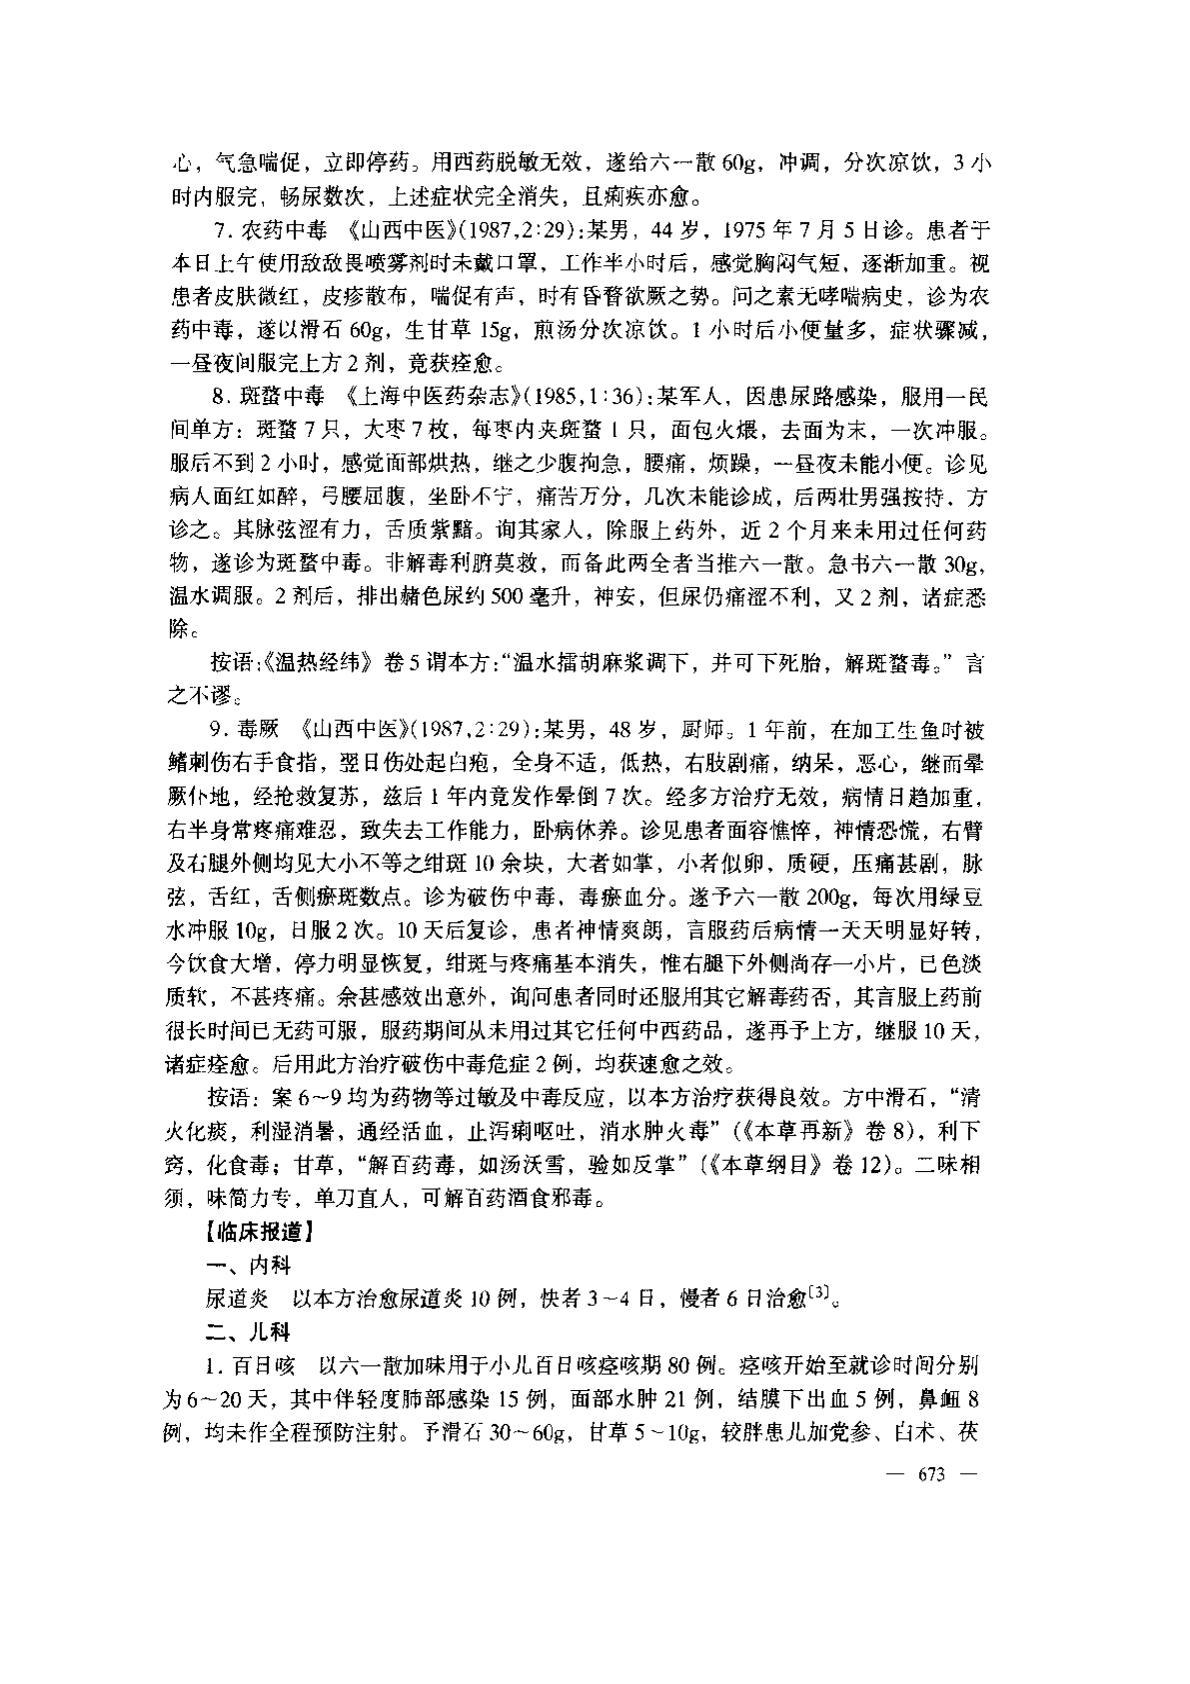 心，气急喘促，立即停药。用西药脱敏无效，遂给六一散 60g，冲调，分次凉饮，3 小
时内服完，畅尿数次，上述症状完全消失，且痢疾亦愈。
7. 农药中毒 《山西中医》(1987,2:29):某男，44 岁，1975 年 7 月 5 日诊。患者于
本日上午使用敌敌畏喷雾剂时未戴口罩，工作半小时后，感觉胸闷气短，逐渐加重。视
患者皮肤微红，皮疹散布，喘促有声，时有昏瞀欲厥之势。问之素无哮喘病史，诊为农
药中毒，遂以滑石 60g，生甘草 15g，煎汤分次凉饮。1 小时后小便量多，症状骤减，
一昼夜间服完上方 2 剂，竟获痊愈。
8. 斑蝥中毒 《上海中医药杂志》(1985,1:36):某军人，因患尿路感染，服用一民
间单方：斑蝥 7 只，大枣 7 枚，每枣内夹斑蝥 1 只，面包火煨，去面为末，一次冲服。
服后不到 2 小时，感觉面部烘热，继之少腹拘急，腰痛，烦躁，一昼夜未能小便。诊见
病人面红如醉，弓腰屈腹，坐卧不宁，痛苦万分，几次未能诊成，后两壮男强按持，方
诊之。其脉弦涩有力，舌质紫黯。询其家人，除服上药外，近 2 个月来未用过任何药
物，遂诊为斑蝥中毒。非解毒利腑莫救，而备此两全者当推六一散。急书六一散 30g，
温水调服。2 剂后，排出赭色尿约 500 毫升，神安，但尿仍痛涩不利，又 2 剂，诸症悉
除。
按语:《温热经纬》卷 5 谓本方:“温水擂胡麻浆调下，并可下死胎，解斑蝥毒。”言
之不谬。
9. 毒厥 《山西中医》(1987,2:29):某男，48 岁，厨师。1 年前，在加工生鱼时被
鳍刺伤右手食指，翌日伤处起白疱，全身不适，低热，右肢剧痛，纳呆，恶心，继而晕
厥仆地，经抢救复苏，兹后 1 年内竟发作晕倒 7 次。经多方治疗无效，病情日趋加重，
右半身常疼痛难忍，致失去工作能力，卧病休养。诊见患者面容憔悴，神情恐慌，右臂
及右腿外侧均见大小不等之绀斑 10 余块，大者如掌，小者似卵，质硬，压痛甚剧，脉
弦，舌红，舌侧瘀斑数点。诊为破伤中毒，毒瘀血分。遂予六一散 200g，每次用绿豆
水冲服 10g，日服 2 次。10 天后复诊，患者神情爽朗，言服药后病情一天天明显好转，
今饮食大增，停力明显恢复，绀斑与疼痛基本消失，惟右腿下外侧尚存一小片，已色淡
质软，不甚疼痛。余甚感效出意外，询问患者同时还服用其它解毒药否，其言服上药前
很长时间已无药可服，服药期间从未用过其它任何中西药品，遂再予上方，继服 10 天，
诸症痊愈。后用此方治疗破伤中毒危症 2 例，均获速愈之效。
按语：案 6～9 均为药物等过敏及中毒反应，以本方治疗获得良效。方中滑石，“清
火化痰，利湿消暑，通经活血，止泻痢呕吐，消水肿火毒”（《本草再新》卷 8），利下
窍，化食毒；甘草，“解百药毒，如汤沃雪，验如反掌”（《本草纲目》卷 12）。二味相
须，味简力专，单刀直人，可解百药酒食邪毒。
【临床报道】
一、内科
尿道炎 以本方治愈尿道炎 10 例，快者 3～4 日，慢者 6 日治愈〔3〕。
二、儿科
1. 百日咳 以六一散加味用于小儿百日咳痉咳期 80 例。痉咳开始至就诊时间分别
为 6～20 天，其中伴轻度肺部感染 15 例，面部水肿 21 例，结膜下出血 5 例，鼻衄 8
例，均未作全程预防注射。予滑石 30～60g，甘草 5～10g，较胖患儿加党参、白术、茯
— 673 —